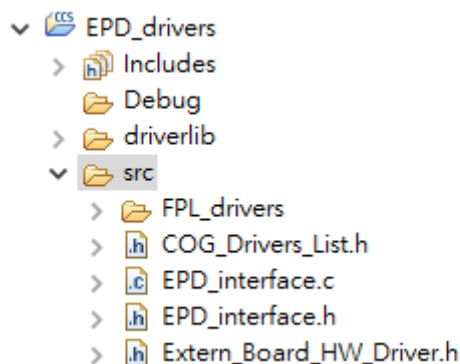 EPD_drivers
Includes
Debug
driverlib
src
FPL_drivers
COG_Drivers_List.h
EPD_interface.c
EPD_interface.h
Extern_Board_HW_Driver.h